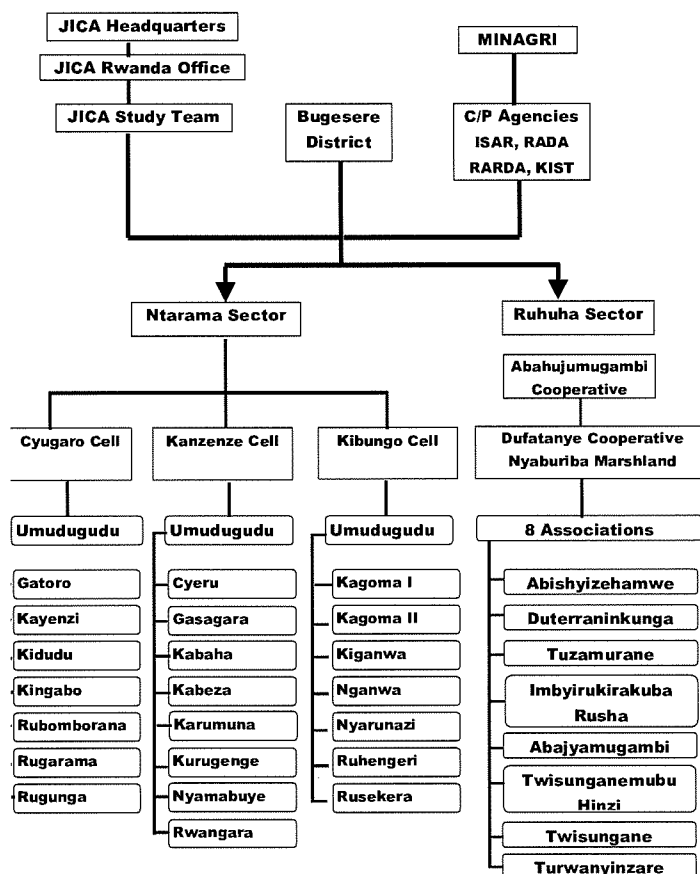 JICA Headquarters
JICA Rwanda Office
JICA Study Team
Bugesere
District
MINAGRI
C/P Agencies
ISAR, RADA
RARDA, KIST
Ntarama Sector
Ruhuha Sector
Abahujumugambi
Cooperative
Cyugaro Cell
Kanzenze Cell
Kibungo Cell
Dufatanye Cooperative
Nyaburiba Marshland
Umudugudu
Gatoro
Kayenzi
Kidudu
Kingabo
Rubomborana
Rugarama
Rugunga
Umudugudu
Cyeru
Gasagara
Kabaha
Kabeza
Karumuna
Kurugenge
Nyamabuye
Rwangara
Umudugudu
Kagoma I
Kagoma II
Kiganwa
Nganwa
Nyarunazi
Ruhengeri
Rusekera
8 Associations
Abishyizehamwe
Duterraninkunga
Tuzamurane
Imbyirukirakuba
Rusha
Abajyamugambi
Twisunganemubu
Hinzi
Twisungane
Turwanyinzare